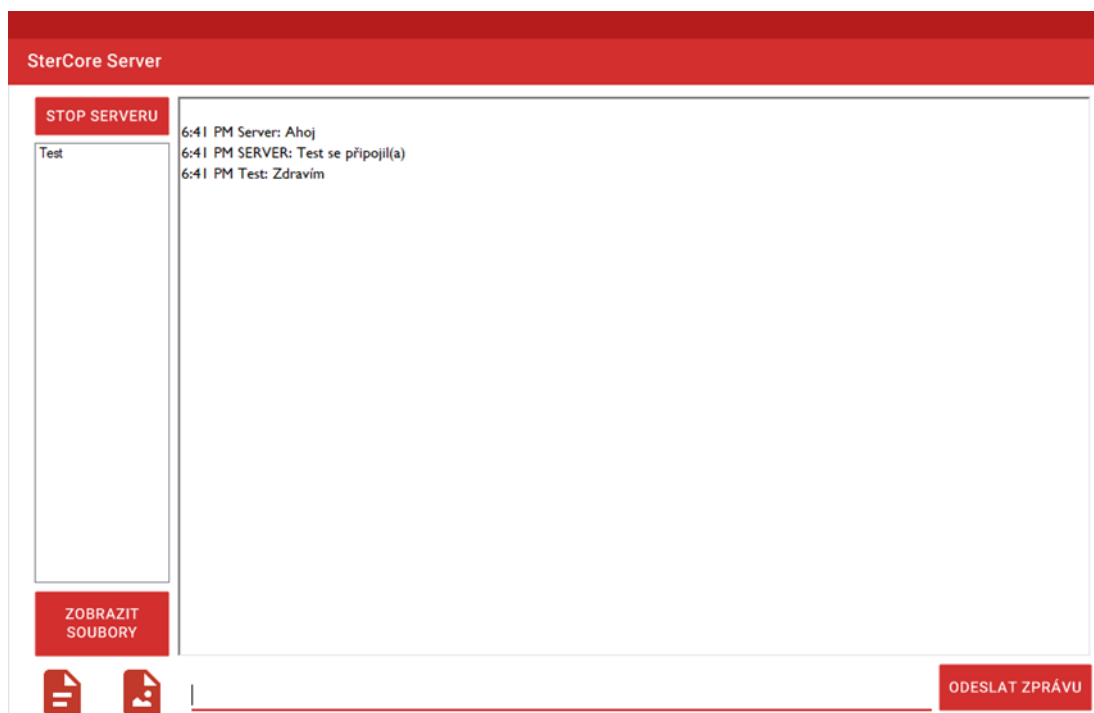 SterCore Server
STOP SERVERU
Test
6:41 PM Server: Ahoj
6:41 PM SERVER: Test se připojil(a)
6:41 PM Test: Zdravím
ZOBRAZIT
SOUBORY
ODESLAT ZPRÁVU